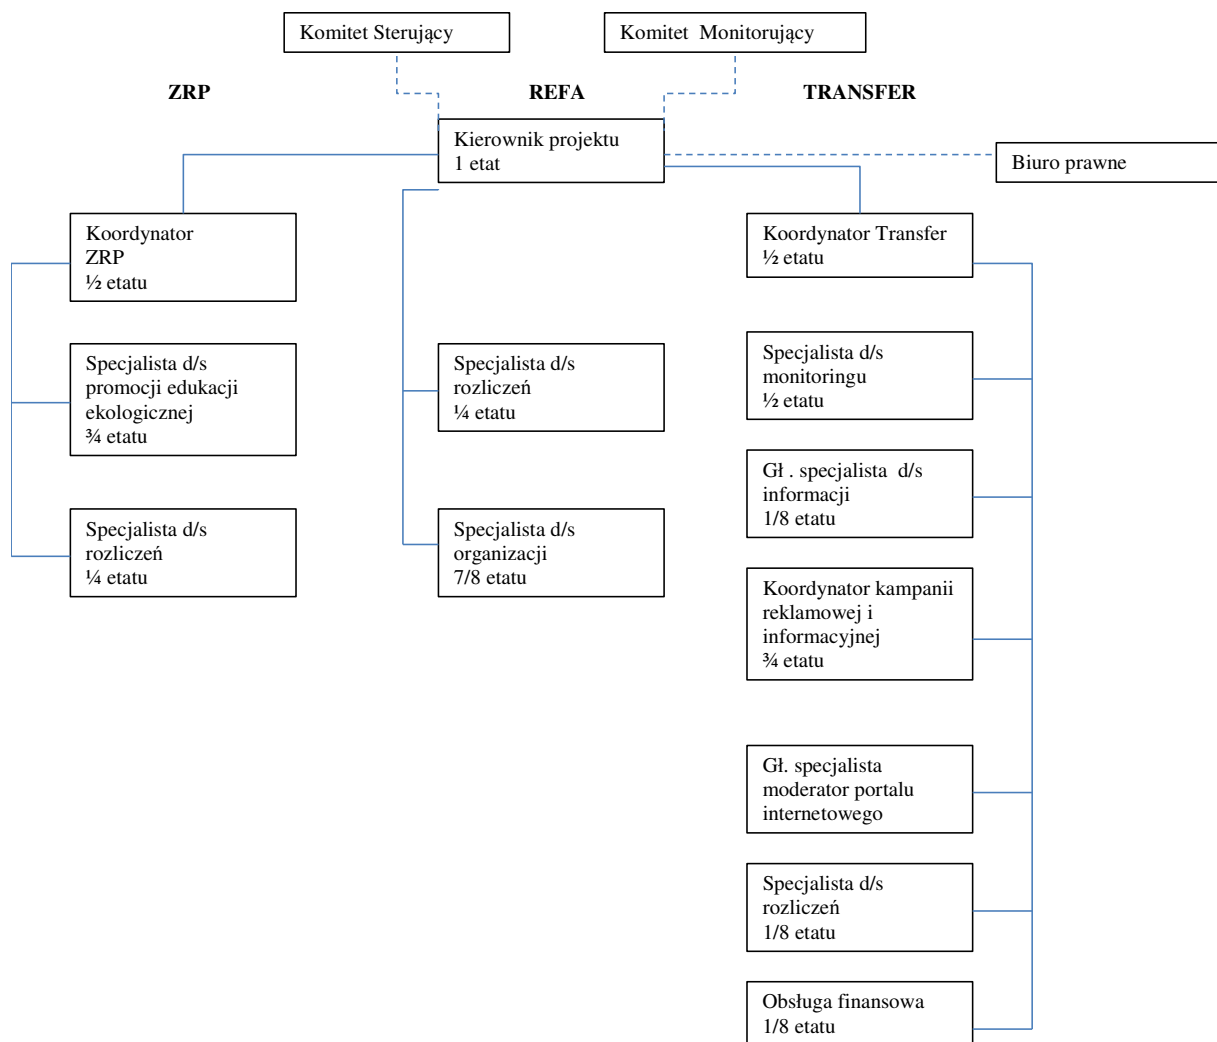 Komitet Sterujący
Komitet Monitorujący
ZRP
REFA
TRANSFER
Kierownik projektu
1 etat
Biuro prawne
Koordynator
ZRP
½ etatu
Koordynator Transfer
½ etatu
Specjalista d/s
promocji edukacji
ekologicznej
¾ etatu
Specjalista d/s
rozliczeń
¼ etatu
Specjalista d/s
monitoringu
½ etatu
Gł . specjalista d/s
informacji
1/8 etatu
Specjalista d/s
rozliczeń
¼ etatu
Specjalista d/s
organizacji
7/8 etatu
Koordynator kampanii
reklamowej i
informacyjnej
¾ etatu
Gł. specjalista
moderator portalu
internetowego
Specjalista d/s
rozliczeń
1/8 etatu
Obsługa finansowa
1/8 etatu